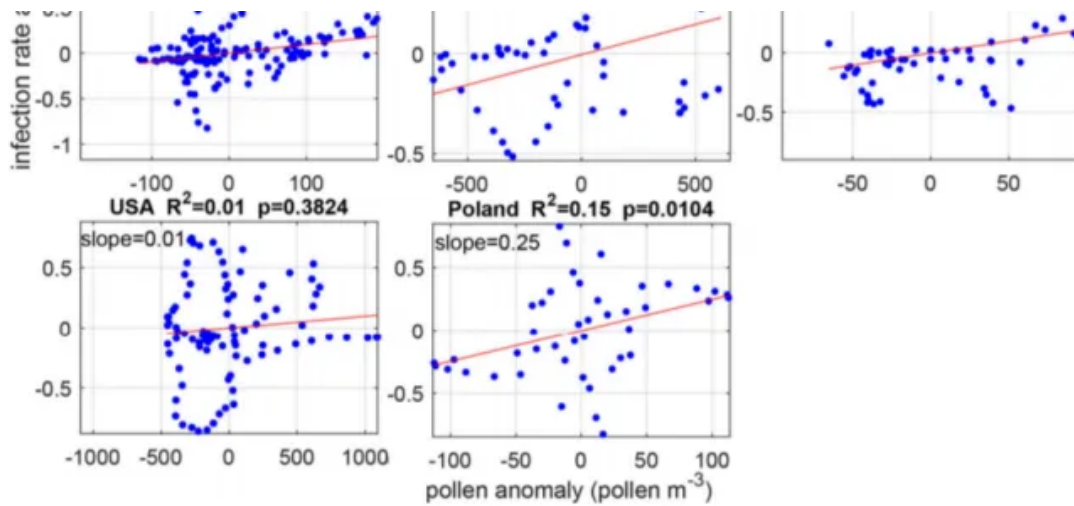 infection rate a
0
-0.5
-1
-100 0 100
0
-0.5
-500 0 500
0
-0.5
-50 0 50
USA R²=0.01 p=0.3824
slope=0.01
0.5
0
-0.5
-1000 -500 0 500 1000
Poland R²=0.15 p=0.0104
slope=0.25
0.5
0
-0.5
-100 -50 0 50 100
pollen anomaly (pollen m⁻³)